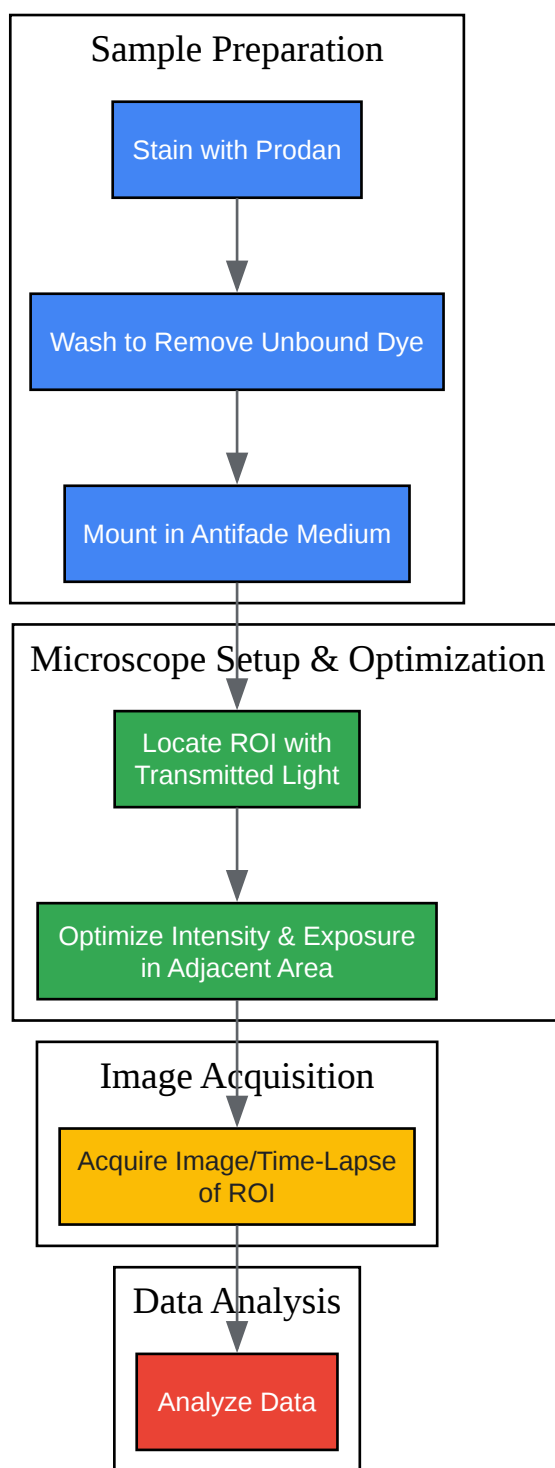 Sample Preparation
Stain with Prodan
Wash to Remove Unbound Dye
Mount in Antifade Medium
Microscope Setup & Optimization
Locate ROI with
Transmitted Light
Optimize Intensity & Exposure
in Adjacent Area
Image Acquisition
Acquire Image/Time-Lapse
of ROI
Data Analysis
Analyze Data